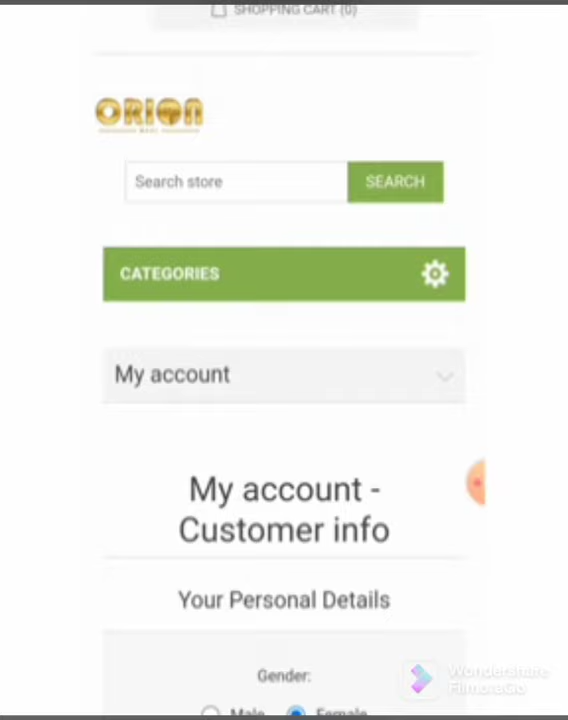 SHOPPING CART (0)
ORION
Search store
SEARCH
CATEGORIES
My account
My account -
Customer info
Your Personal Details
Gender:
Male Female
Wondershare
FilmoraGo